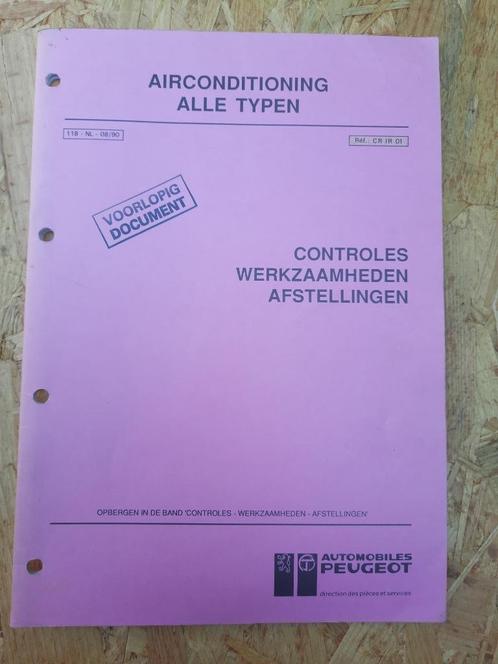 AIRCONDITIONING
ALLE TYPEN
118 - NL - 08/90
Réf.: CR IR 01
VOORLOPIG
DOCUMENT
CONTROLES
WERKZAAMHEDEN
AFSTELLINGEN
OPBERGEN IN DE BAND 'CONTROLES - WERKZAAMHEDEN - AFSTELLINGEN'
AUTOMOBILES
PEUGEOT
direction des pièces et services